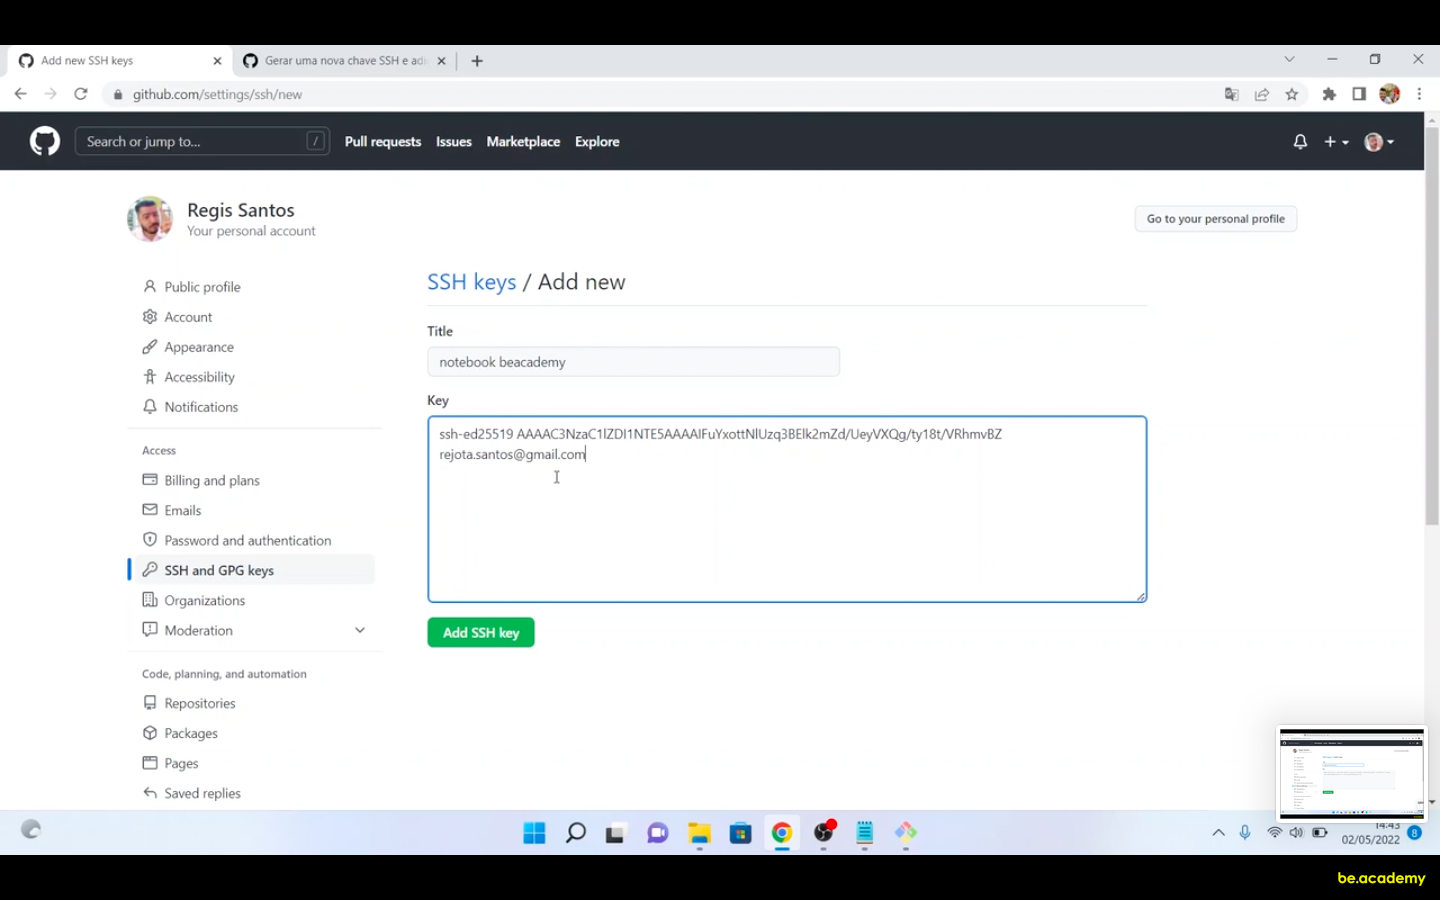 Add new SSH keys
Gerar uma nova chave SSH e adi
github.com/settings/ssh/new
Search or jump to...
/
Pull requests
Issues
Marketplace
Explore
Regis Santos
Your personal account
Go to your personal profile
Public profile
Account
Appearance
Accessibility
Notifications
Access
Billing and plans
Emails
Password and authentication
SSH and GPG keys
Organizations
Moderation
Code, planning, and automation
Repositories
Packages
Pages
Saved replies
SSH keys / Add new
Title
notebook beacademy
Key
ssh-ed25519 AAAAC3NzaC1lZDI1NTE5AAAAIFuYxottNlUzq3BElk2mZd/UeyVXQg/ty18t/VRhmvBZ
rejota.santos@gmail.com
Add SSH key
14:43
02/05/2022
8
be.academy